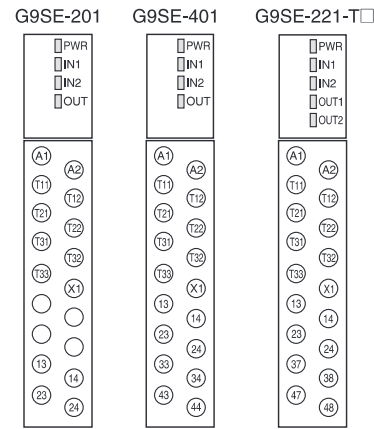 G9SE-201 G9SE-401 G9SE-221-T□
PWR PWR PWR
IN1 IN1 IN1
IN2 IN2 IN2
OUT OUT OUT1
OUT2
A1 A1 A1
A2 A2 A2
T11 T11 T11
T12 T12 T12
T21 T21 T21
T22 T22 T22
T31 T31 T31
T32 T32 T32
T33 T33 T33
X1 X1 X1
13 13
14 14
23 23
24 24
13 33 37
14 34 38
23 43 47
24 44 48